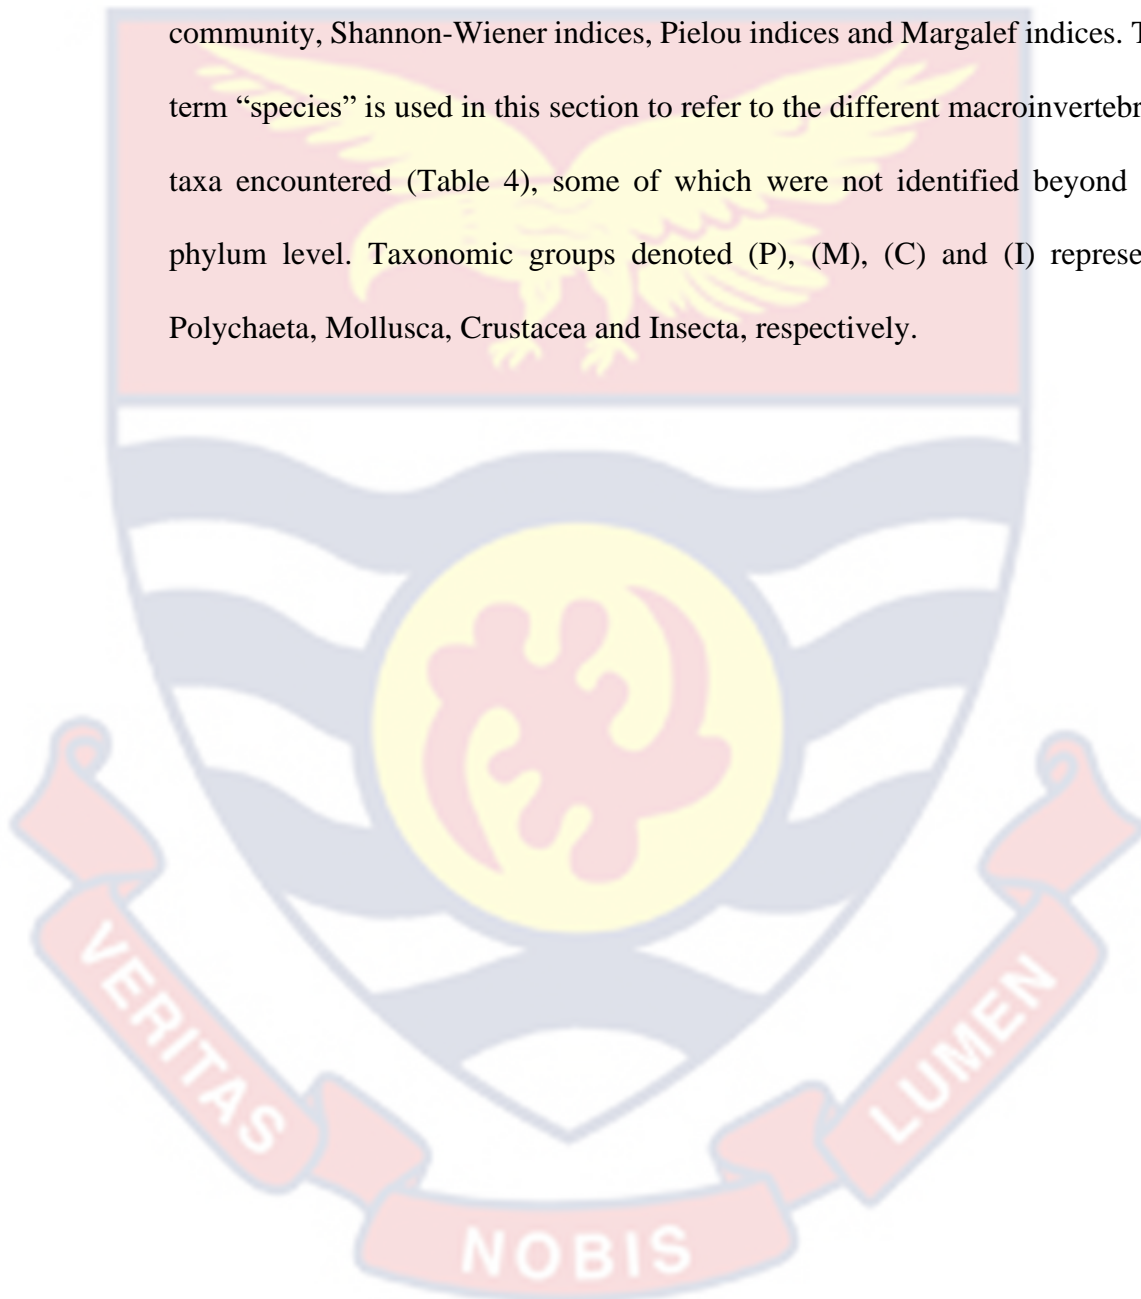 community, Shannon-Wiener indices, Pielou indices and Margalef indices. T
term “species” is used in this section to refer to the different macroinvertebr
taxa encountered (Table 4), some of which were not identified beyond
phylum level. Taxonomic groups denoted (P), (M), (C) and (I) represe
Polychaeta, Mollusca, Crustacea and Insecta, respectively.
VERITAS
NOBIS
LUMEN